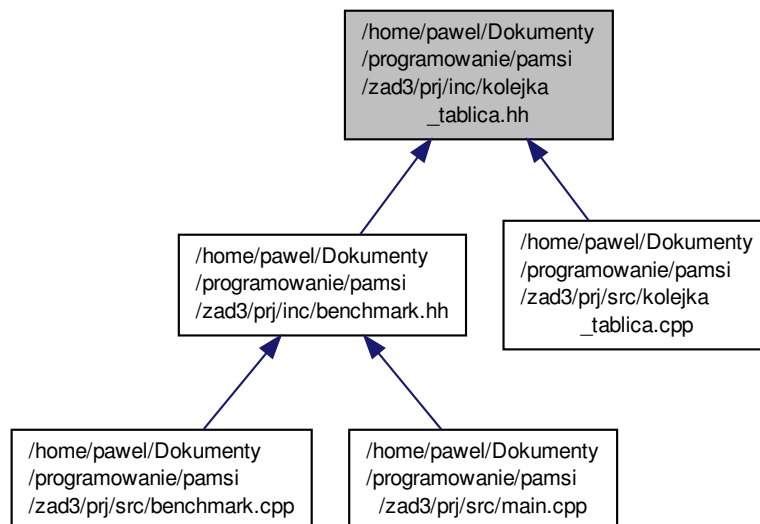 /home/pawel/Dokumenty
/programowanie/pamsi
/zad3/prj/inc/kolejka
_tablica.hh
/home/pawel/Dokumenty
/programowanie/pamsi
/zad3/prj/inc/benchmark.hh
/home/pawel/Dokumenty
/programowanie/pamsi
/zad3/prj/src/kolejka
_tablica.cpp
/home/pawel/Dokumenty
/programowanie/pamsi
/zad3/prj/src/benchmark.cpp
/home/pawel/Dokumenty
/programowanie/pamsi
/zad3/prj/src/main.cpp